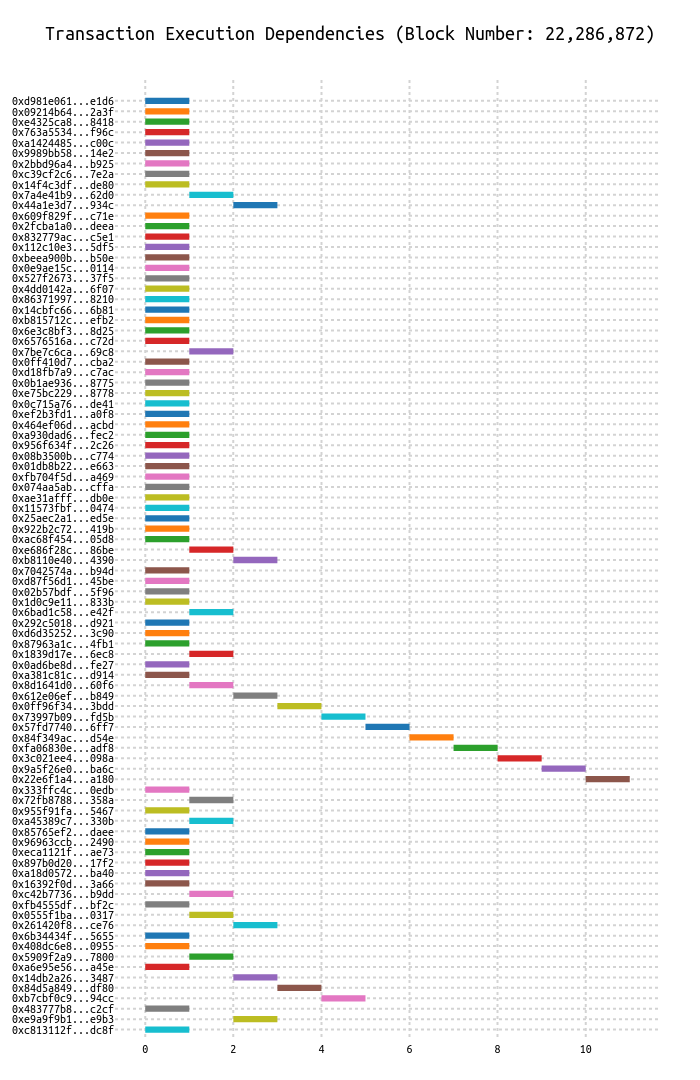 Transaction Execution Dependencies (Block Number: 22,286,872)
0xd981e061...e1d6
0x09214b64...2a3f
0xe4325ca8...8418
0x763a5534...f96c
0xa1424485...c00c
0x9989bb58...14e2
0x2bbd96a4...b925
0xc39cf2c6...7e2a
0x14f4c3df...de80
0x7a4e41b9...62d0
0x44a1e3d7...934c
0x609f829f...c71e
0x2fcba1a0...deea
0x832779ac...c5e1
0x112c10e3...5df5
0xbeea900b...b50e
0x0e9ae15c...0114
0x527f2673...37f5
0x4dd0142a...6f07
0x86371997...8210
0x14cbfc66...6b81
0xb815712c...efb2
0x6e3c8bf3...8d25
0x6576516a...c72d
0x7be7c6ca...69c8
0x0ff410d7...cba2
0xd18fb7a9...c7ac
0x0b1ae936...8775
0xe75bc229...8778
0x0c715a76...de41
0xef2b3fd1...a0f8
0x464ef06d...acbd
0xa930dad6...fec2
0x956f634f...2c26
0x08b3500b...c774
0x01db8b22...e663
0xfb704f5d...a469
0x074aa5ab...cffa
0xae31afff...db0e
0x11573fbf...0474
0x25aec2a1...ed5e
0x922b2c72...419b
0xac68f454...05d8
0xe686f28c...86be
0xb8110e40...4390
0x7042574a...b94d
0xd87f56d1...45be
0x02b57bdf...5f96
0x1d0c9e11...833b
0x6bad1c58...e42f
0x292c5018...d921
0xd6d35252...3c90
0x87963a1c...4fb1
0x1839d17e...6ec8
0x0ad6be8d...fe27
0xa381c81c...d914
0x8d1641d0...60f6
0x612e06ef...b849
0x0ff96f34...3bdd
0x73997b09...fd5b
0x57fd7740...6ff7
0x84f349ac...d54e
0xfa06830e...adf8
0x3c021ee4...098a
0x9a5f26e0...ba6c
0x22e6f1a4...a180
0x333ffc4c...0edb
0x72fb8788...358a
0x955f91fa...5467
0xa45389c7...330b
0x85765ef2...daee
0x96963ccb...2490
0xeca1121f...ae73
0x897b0d20...17f2
0xa18d0572...ba40
0x16392f0d...3a66
0xc42b7736...b9dd
0xfb4555df...bf2c
0x0555f1ba...0317
0x261420f8...ce76
0x6b34434f...5655
0x408dc6e8...0955
0x5909f2a9...7800
0xa6e95e56...a45e
0x14db2a26...3487
0x84d5a849...df80
0xb7cbf0c9...94cc
0x483777b8...c2cf
0xe9a9f9b1...e9b3
0xc813112f...dc8f
0 2 4 6 8 10